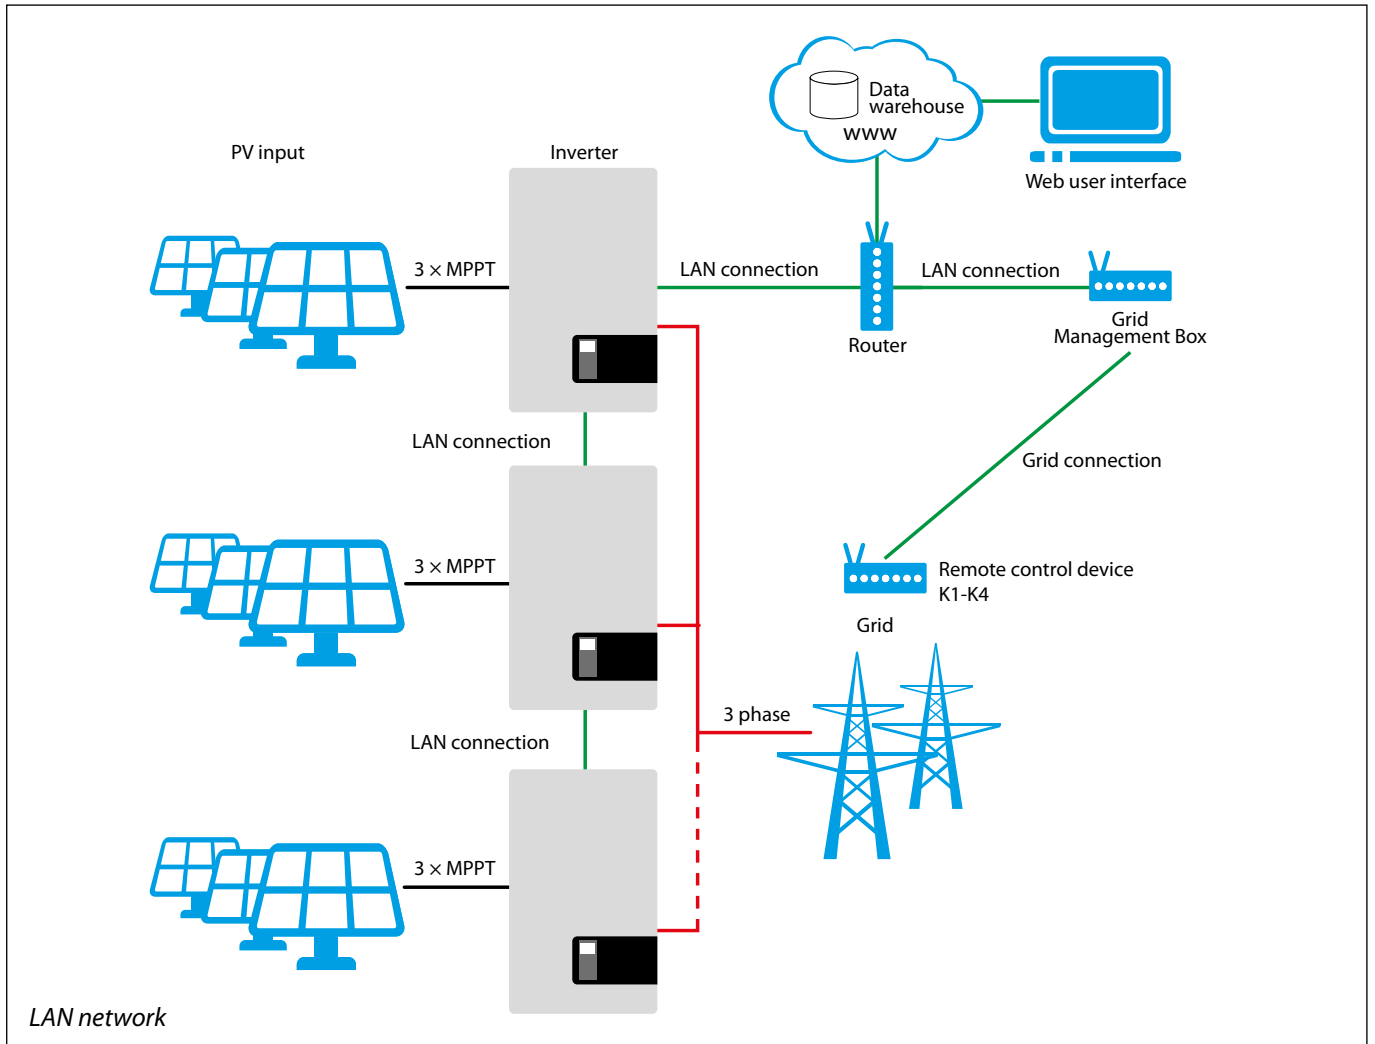 Data
warehouse
www
Web user interface
PV input
Inverter
3 × MPPT
LAN connection
LAN connection
Router
Grid
Management Box
LAN connection
Grid connection
3 × MPPT
Remote control device
K1-K4
Grid
3 phase
LAN connection
3 × MPPT
LAN network